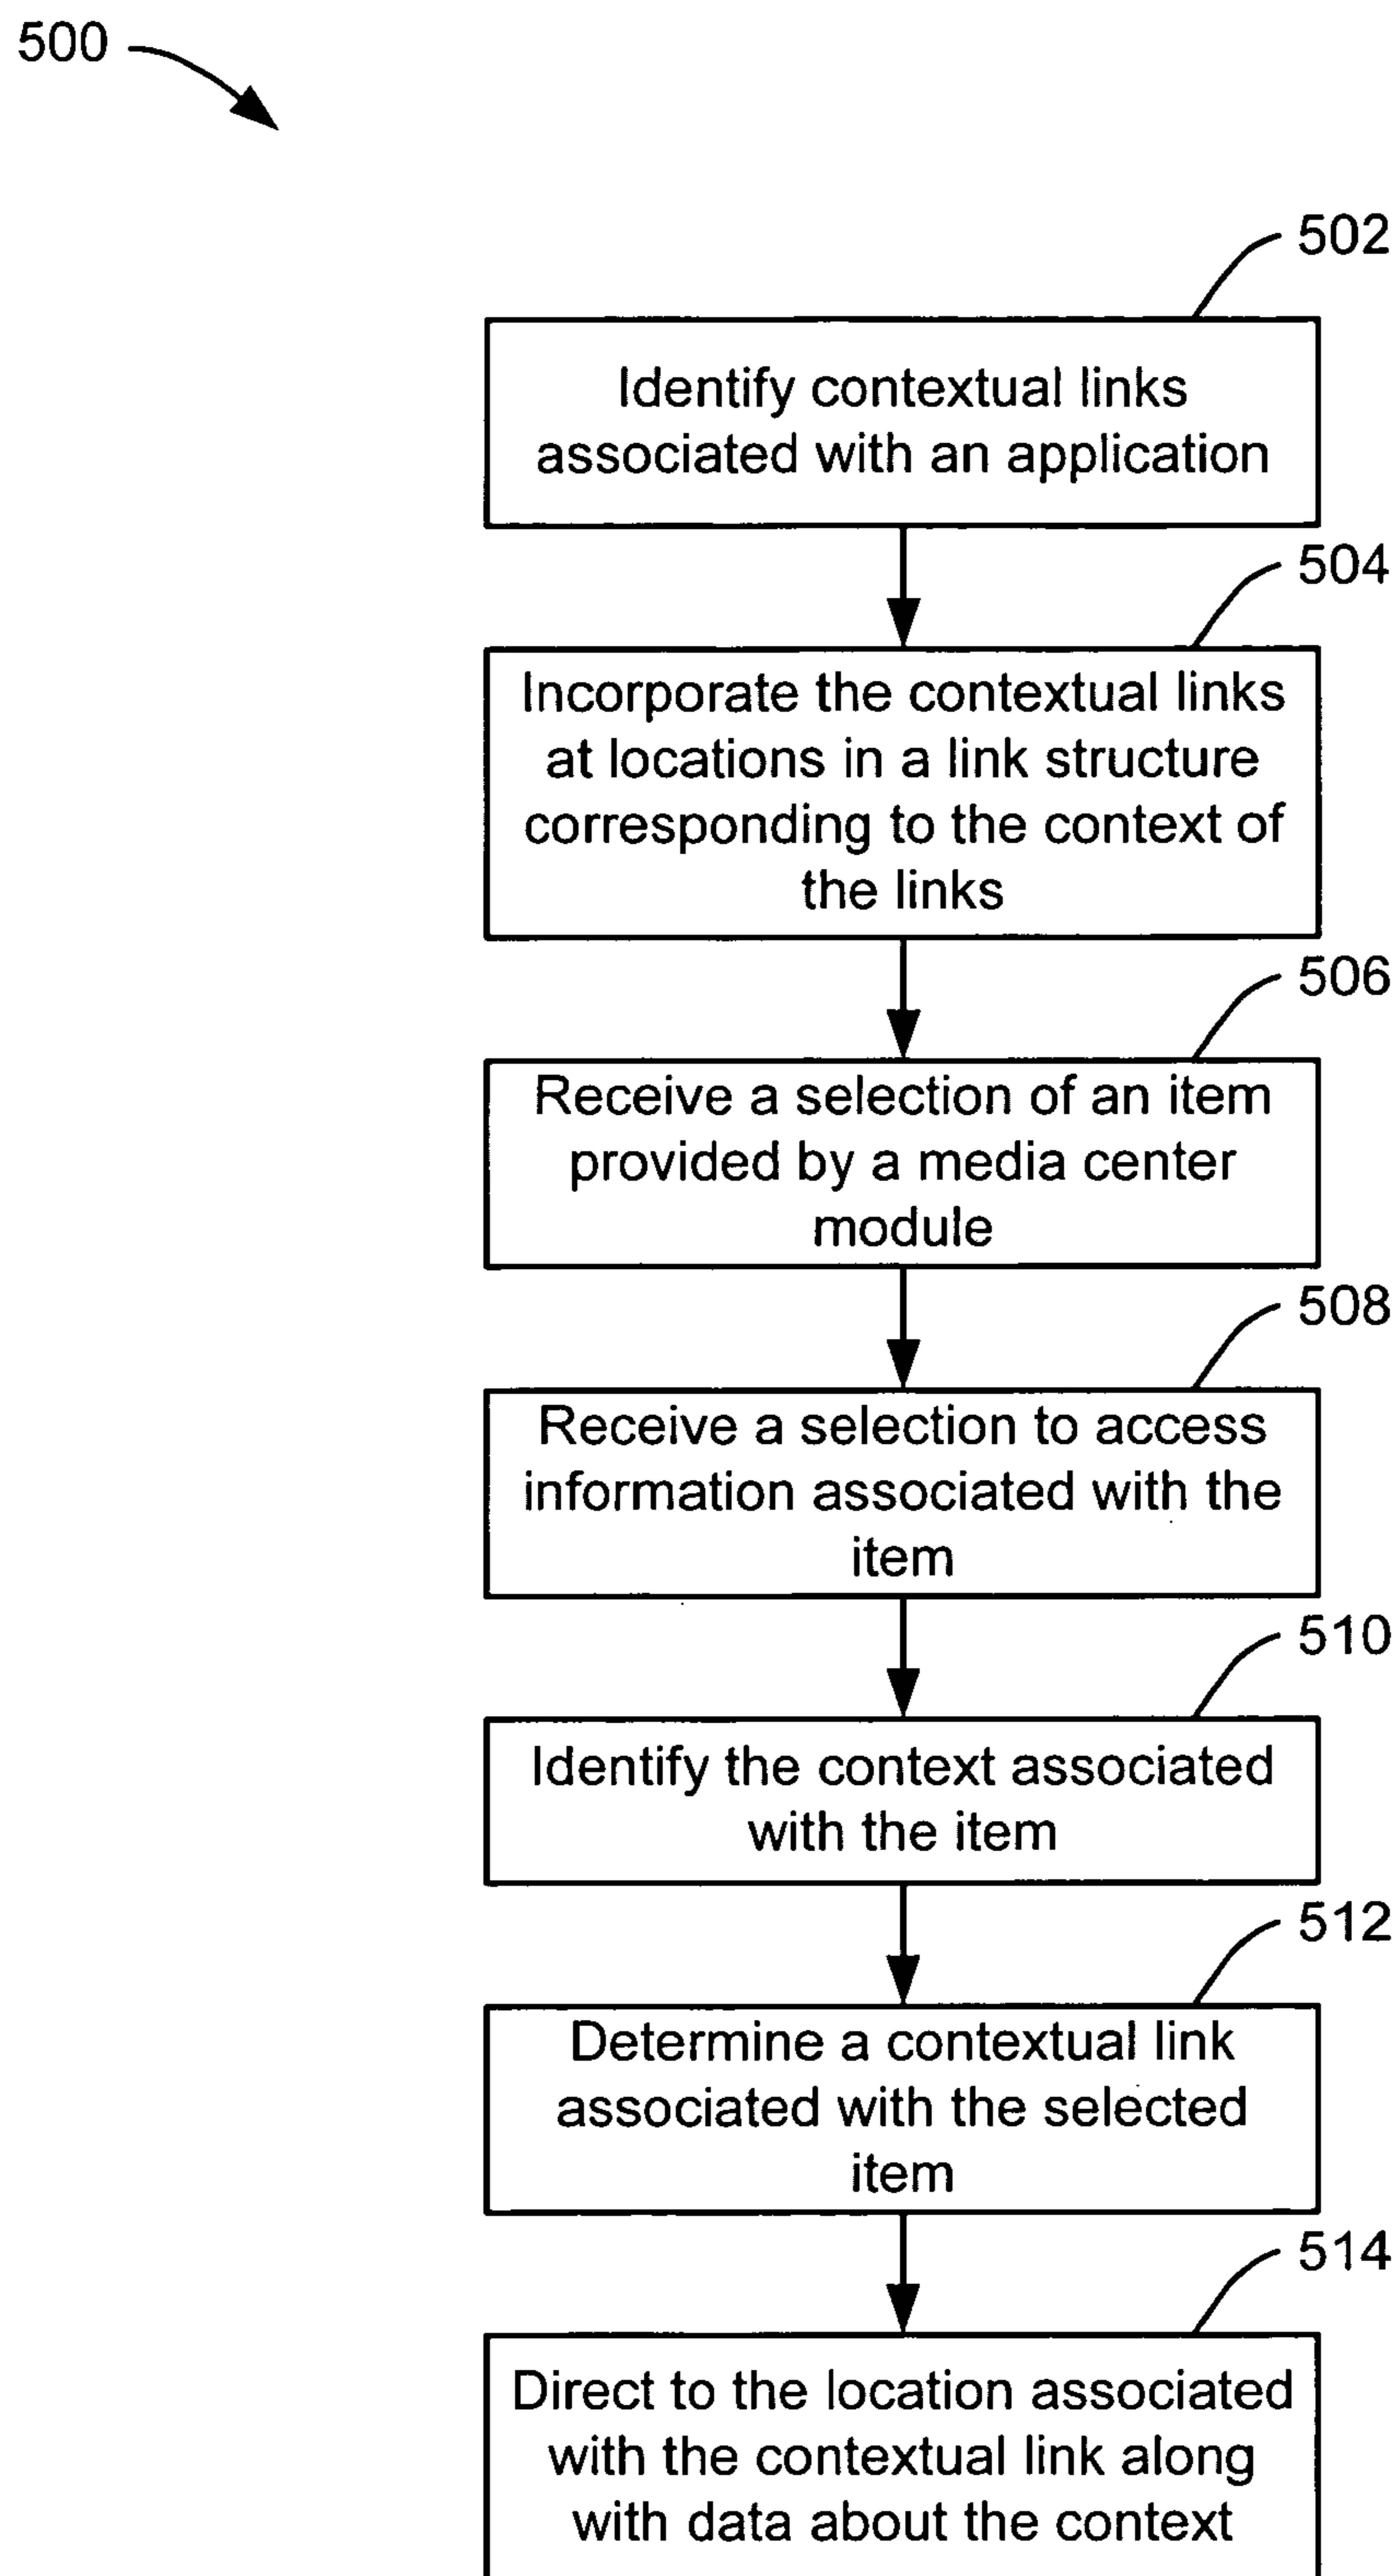 500
502
Identify contextual links
associated with an application
504
Incorporate the contextual links
at locations in a link structure
corresponding to the context of
the links
506
Receive a selection of an item
provided by a media center
module
508
Receive a selection to access
information associated with the
item
510
Identify the context associated
with the item
512
Determine a contextual link
associated with the selected
item
514
Direct to the location associated
with the contextual link along
with data about the context